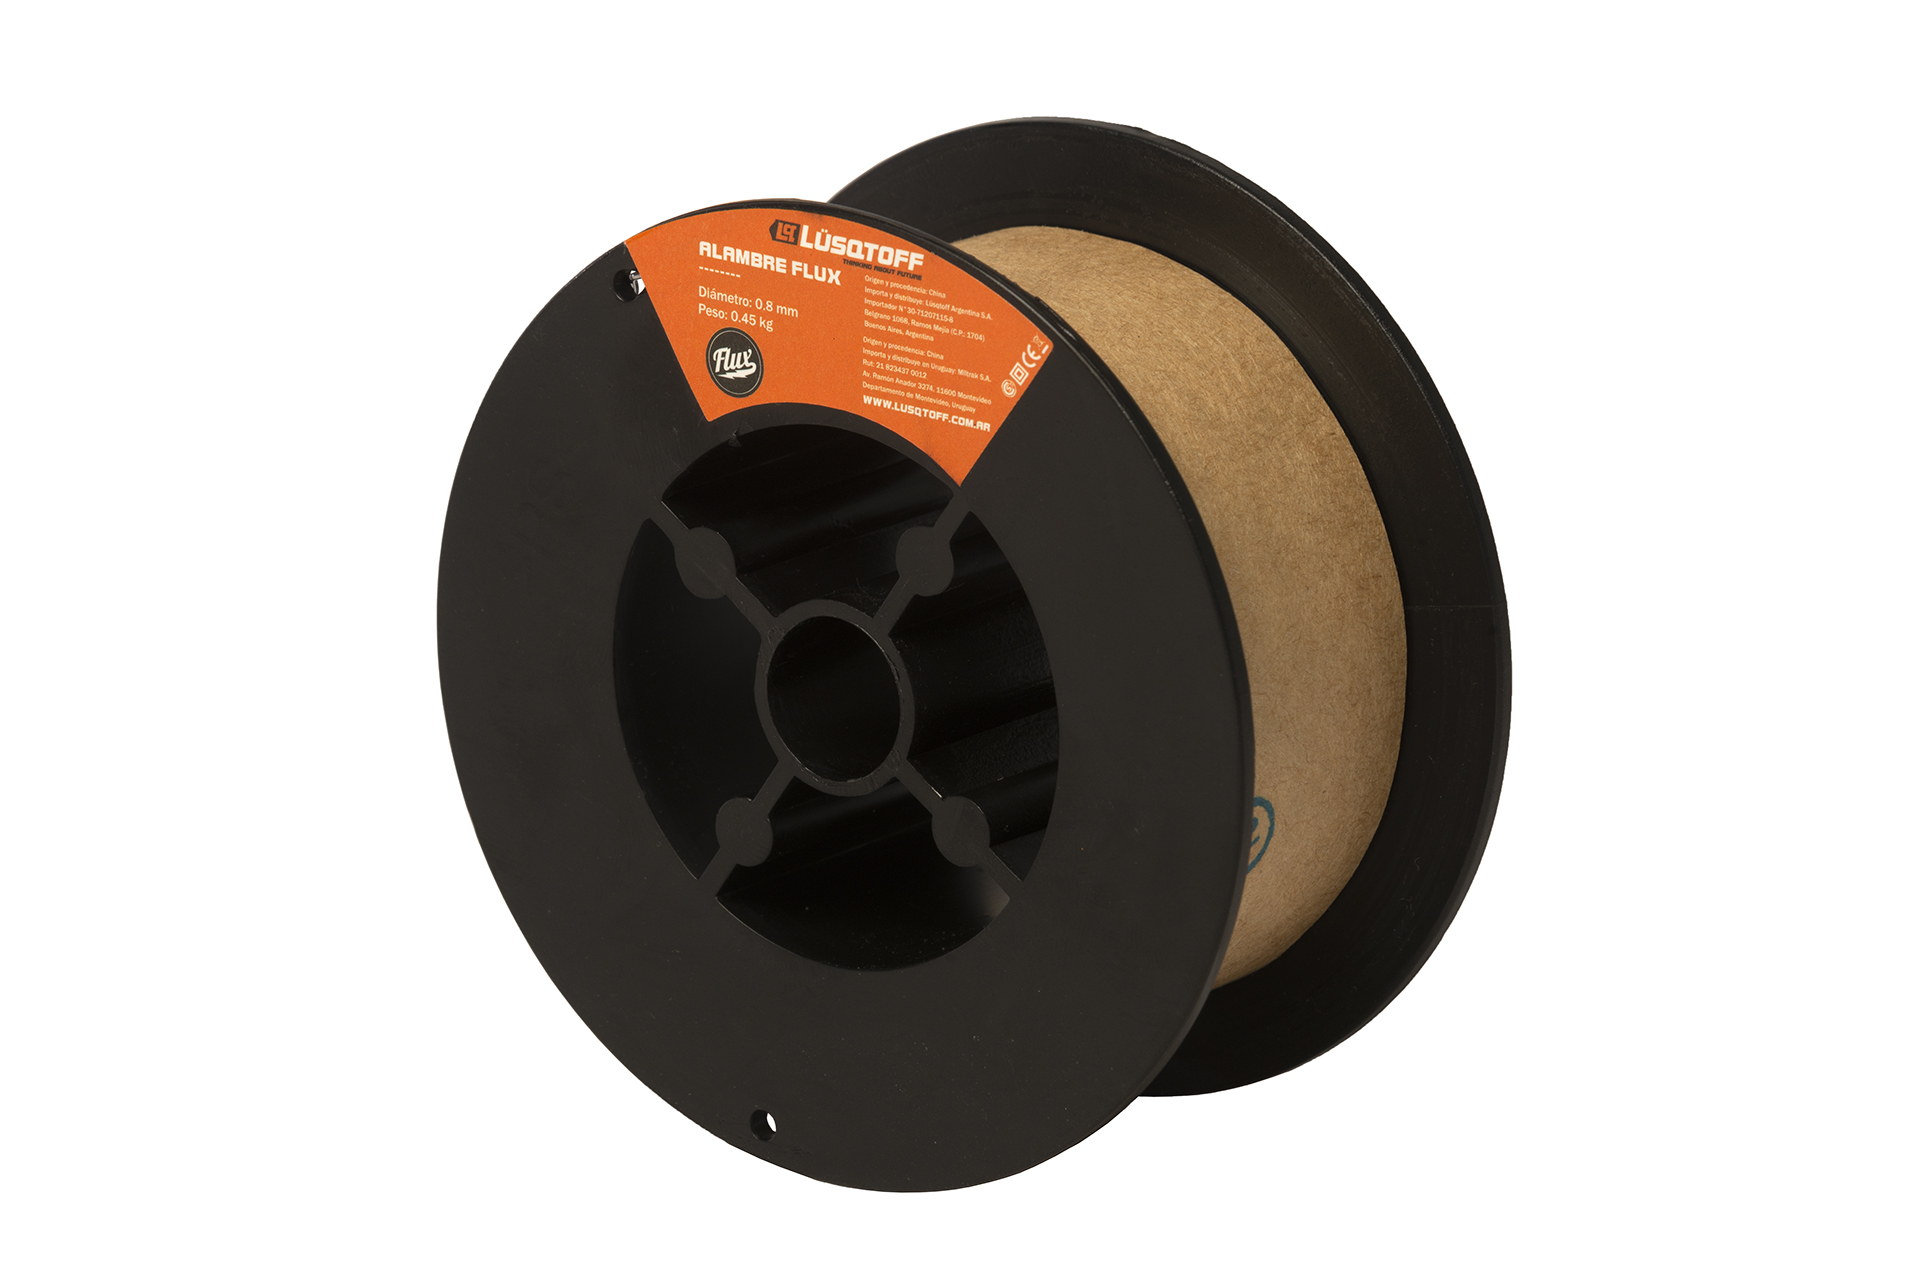 LÜSQTOFF
THINKING ABOUT FUTURE
ALAMBRE FLUX
--------
Diámetro: 0.8 mm
Peso: 0.45 kg
Flux
Origen y procedencia: China
Importa y distribuye: Lüsqtoff Argentina S.A.
Importador N° 30-71207115-8
Belgrano 1068, Ramos Mejía (C.P.: 1704)
Buenos Aires, Argentina
Origen y procedencia: China
Importa y distribuye en Uruguay: Miltrak S.A.
Rut: 21 823437 0012
Av. Ramón Anador 3274, 11600 Montevideo
Departamento de Montevideo, Uruguay
WWW.LUSQTOFF.COM.AR
CE